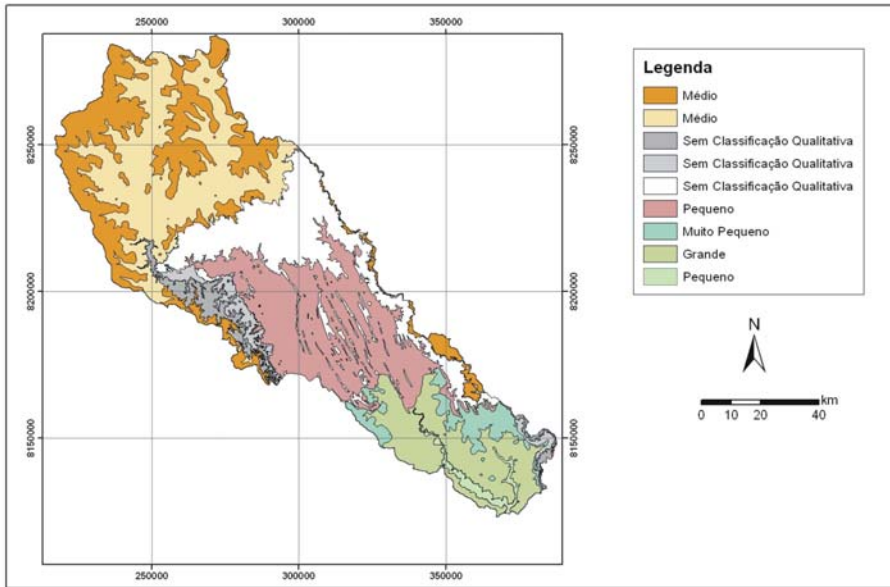 250000 300000 350000
Legenda
Médio
Médio
Sem Classificação Qualitativa
Sem Classificação Qualitativa
Sem Classificação Qualitativa
Pequeno
Muito Pequeno
Grande
Pequeno
8250000 8250000
8200000 8200000
8150000 8150000
N
km
0 10 20 40
250000 300000 350000